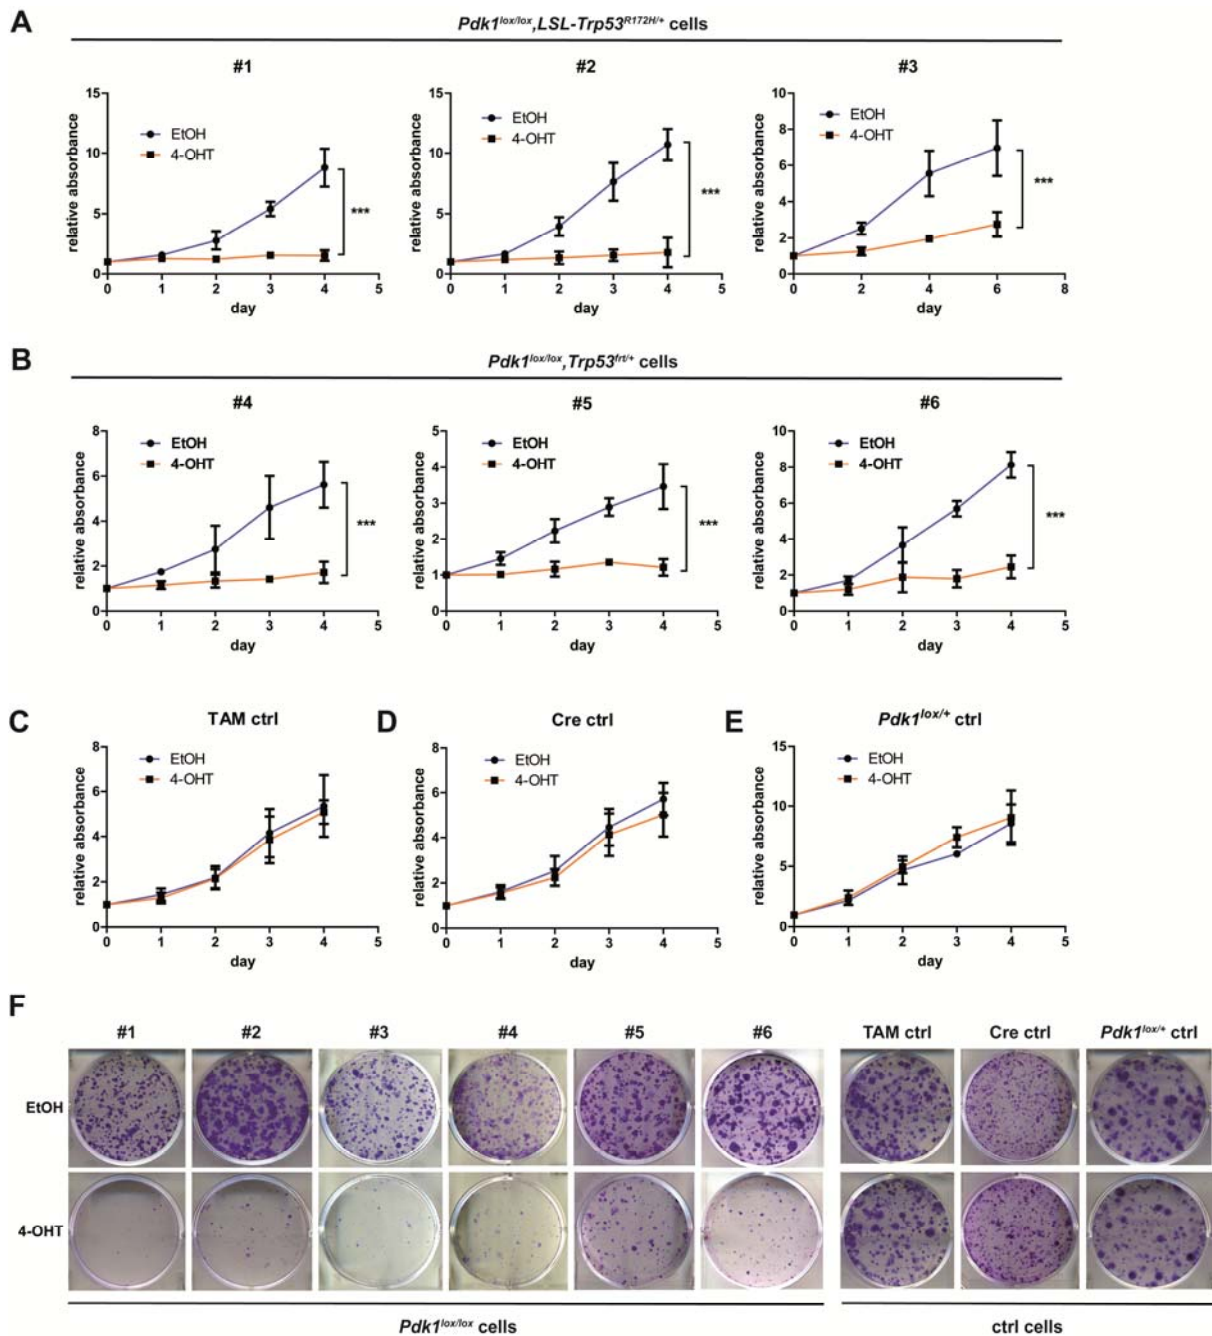 A
Pdk1lox/lox,LSL-Trp53R172H/+ cells
#1
#2
#3
relative absorbance
15
10
5
0
EtOH
4-OHT
***
0 1 2 3 4 5
day
relative absorbance
15
10
5
0
EtOH
4-OHT
***
0 1 2 3 4 5
day
relative absorbance
10
8
6
4
2
0
EtOH
4-OHT
***
0 2 4 6 8
day
B
Pdk1lox/lox,Trp53frt/+ cells
#4
#5
#6
relative absorbance
8
6
4
2
0
EtOH
4-OHT
***
0 1 2 3 4 5
day
relative absorbance
5
4
3
2
1
0
EtOH
4-OHT
***
0 1 2 3 4 5
day
relative absorbance
10
8
6
4
2
0
EtOH
4-OHT
***
0 1 2 3 4 5
day
C
TAM ctrl
relative absorbance
8
6
4
2
0
EtOH
4-OHT
0 1 2 3 4 5
day
D
Cre ctrl
relative absorbance
8
6
4
2
0
EtOH
4-OHT
0 1 2 3 4 5
day
E
Pdk1lox/+ ctrl
relative absorbance
15
10
5
0
EtOH
4-OHT
0 1 2 3 4 5
day
F
#1 #2 #3 #4 #5 #6 TAM ctrl Cre ctrl Pdk1lox/+ ctrl
EtOH
4-OHT
Pdk1lox/lox cells
ctrl cells